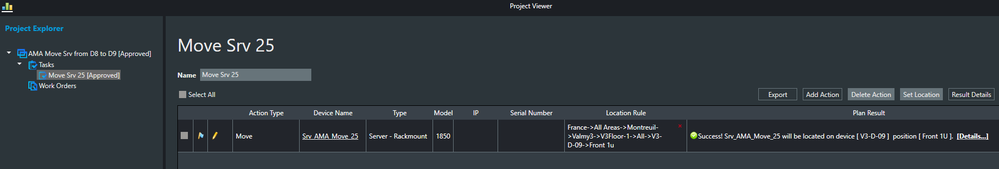 Project Viewer
Project Explorer
AMA Move Srv from D8 to D9 [Approved]
Tasks
Move Srv 25 [Approved]
Work Orders
Move Srv 25
Name Move Srv 25
Select All
Export Add Action Delete Action Set Location Result Details
Action Type Device Name Type Model IP Serial Number Location Rule Plan Result
Move Srv_AMA_Move_25 Server - Rackmount 1850
France->All Areas->Montreuil-
>Valmy3->V3Floor-1->All->V3-
D-09->Front 1u
Success! Srv_AMA_Move_25 will be located on device [ V3-D-09 ] position [ Front 1U ]. [Details...]